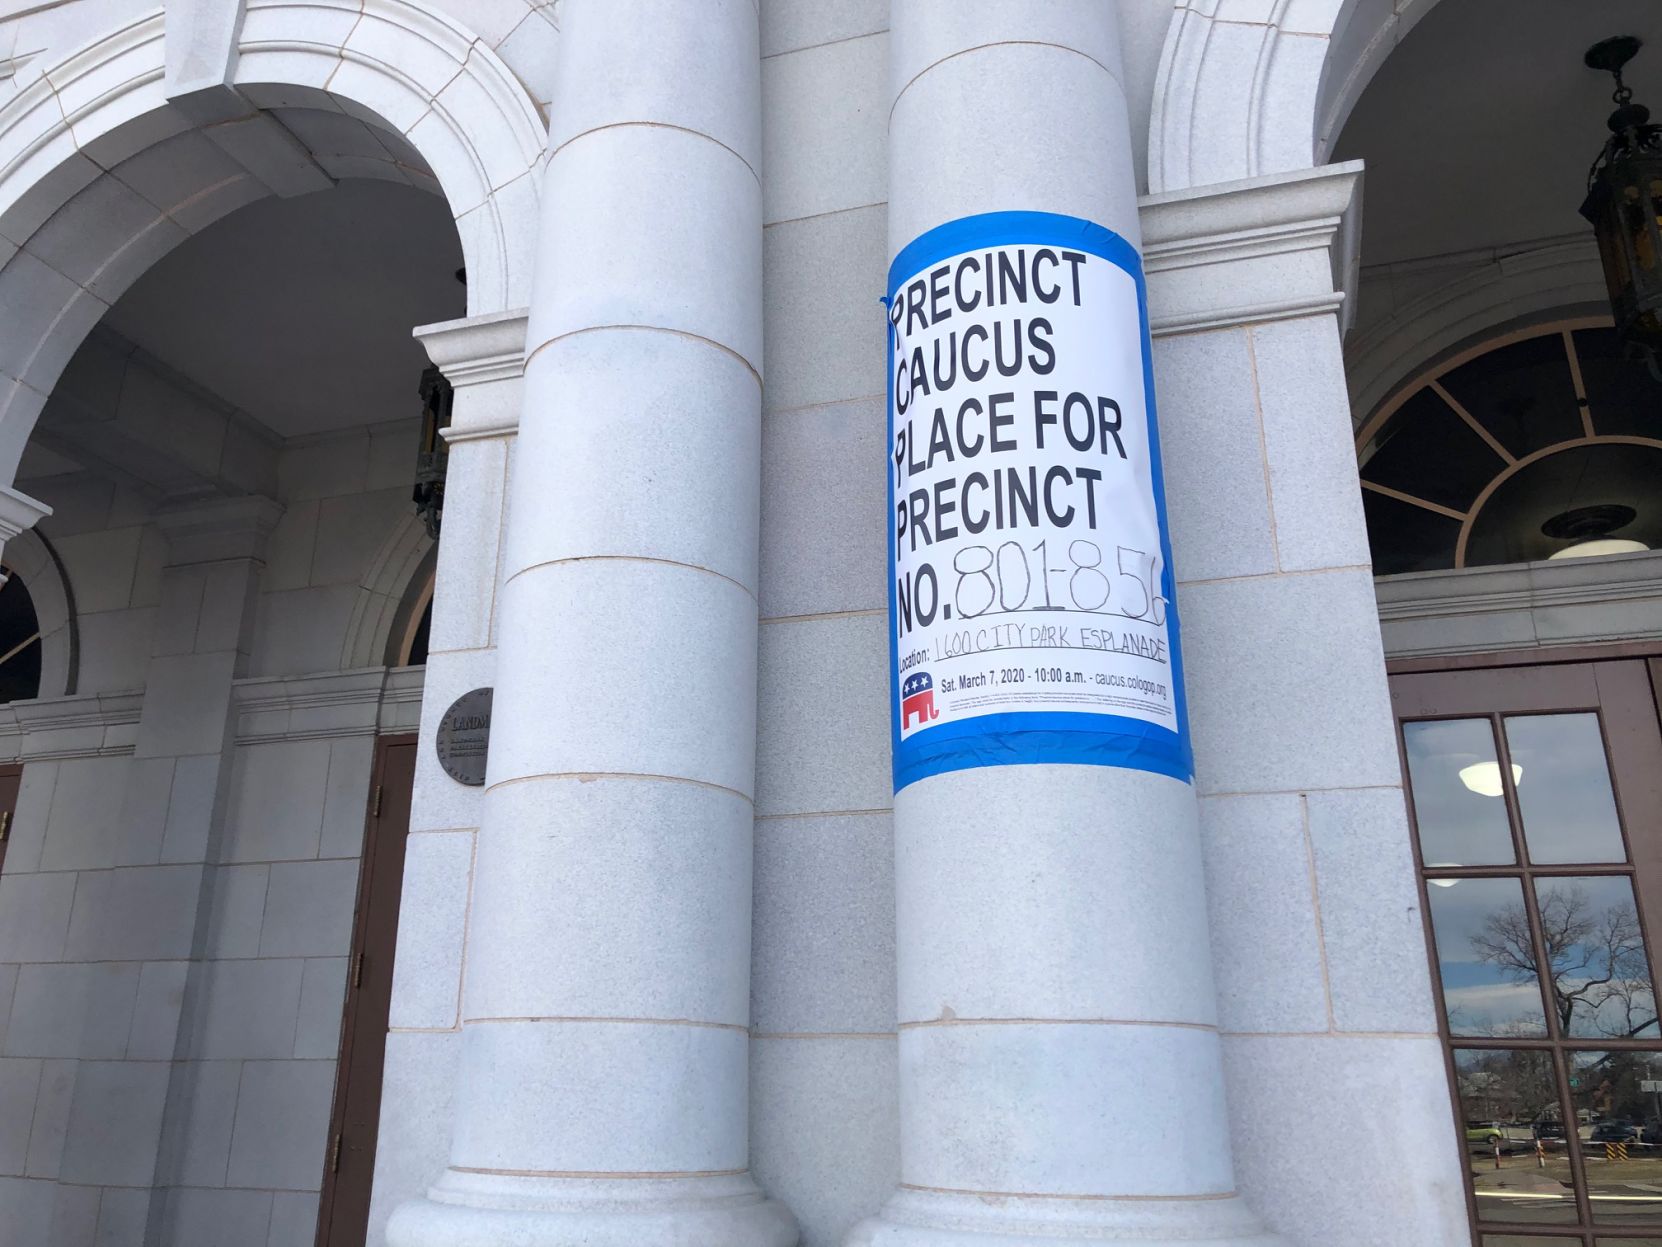 PRECINCT
CAUCUS
PLACE FOR
PRECINCT
NO. 801-856
Location: 1600 CITY PARK ESPLANADE
Sat. March 7, 2020 - 10:00 a.m. - caucus.cologop.org
LANDM